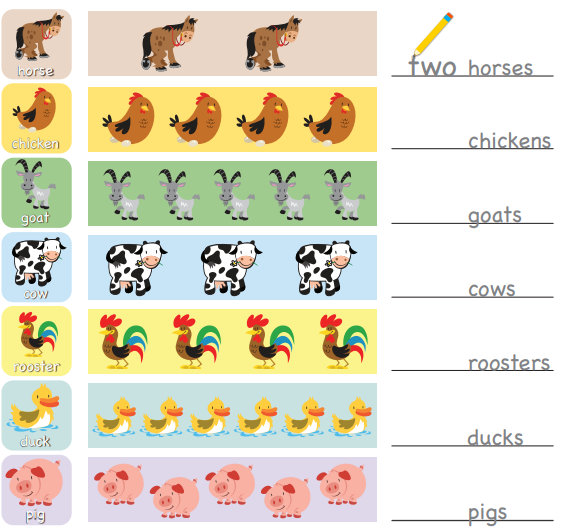 horse
two horses
chicken
chickens
goat
goats
cow
cows
rooster
roosters
duck
ducks
pig
pigs